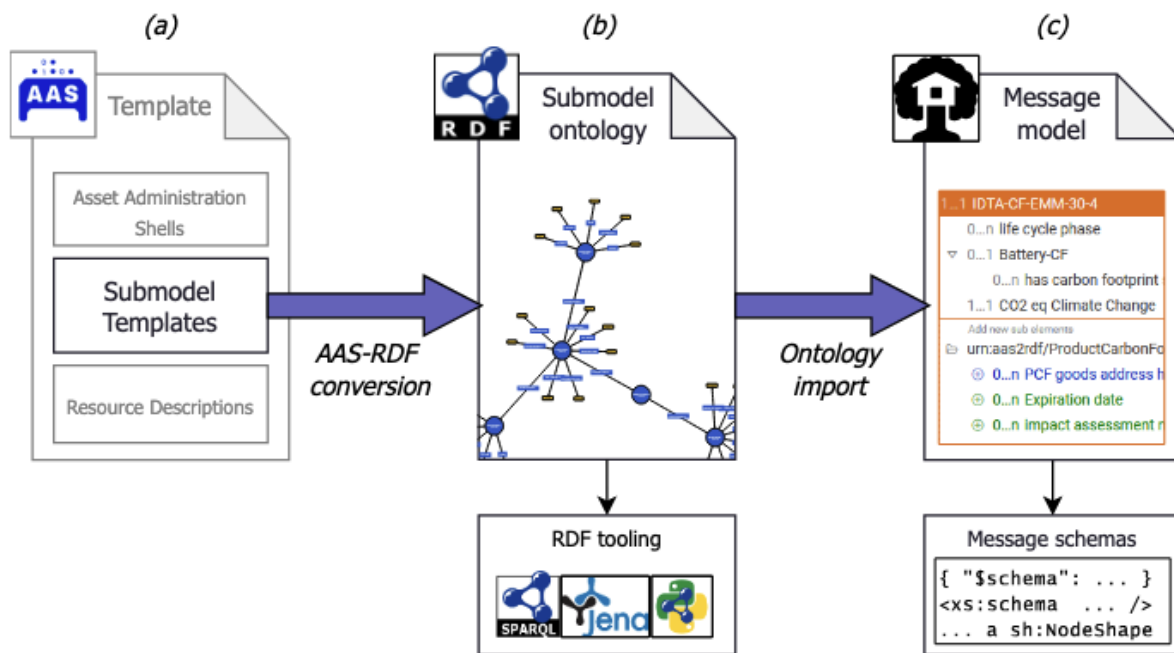 (a)
(b)
(c)
AAS
Template
Asset Administration
Shells
Submodel
Templates
Resource Descriptions
AAS-RDF
conversion
RDF
Submodel
ontology
Ontology
import
Message
model
1...1 IDTA-CF-EMM-30-4
0...n life cycle phase
0...1 Battery-CF
0...n has carbon footprint
1...1 CO2 eq Climate Change
Add new sub elements
urn:aas2rdf/ProductCarbonFo
0...n PCF goods address h
0...n Expiration date
0...n Impact assessment
RDF tooling
SPARQL
Jena
Message schemas
{ "$schema": ... }
<xs:schema ... />
... a sh:NodeShape